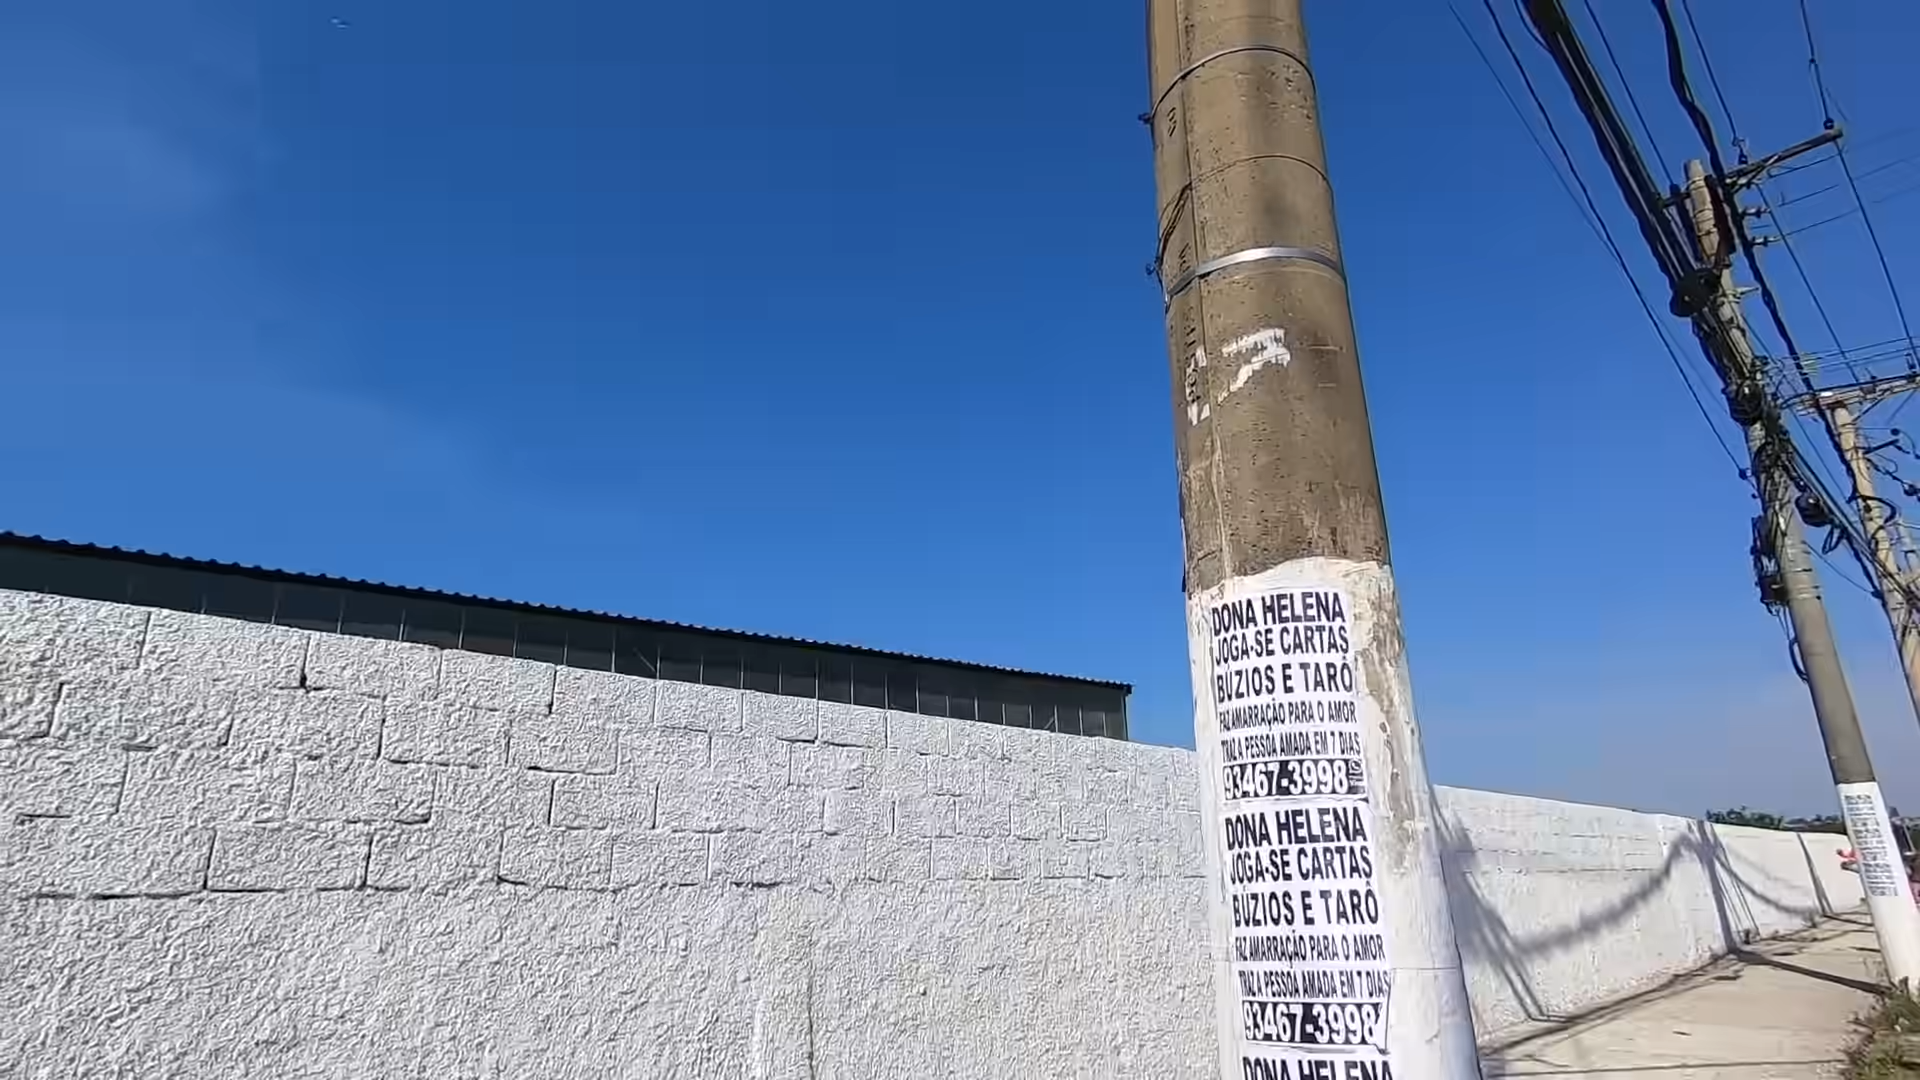 DONA HELENA
JOGA-SE CARTAS
BÚZIOS E TARÔ
FAZ AMARRAÇÃO PARA O AMOR
TRAZ A PESSOA AMADA EM 7 DIAS
93467-3998
DONA HELENA
JOGA-SE CARTAS
BÚZIOS E TARÔ
FAZ AMARRAÇÃO PARA O AMOR
TRAZ A PESSOA AMADA EM 7 DIAS
93467-3998
DONA HELENA